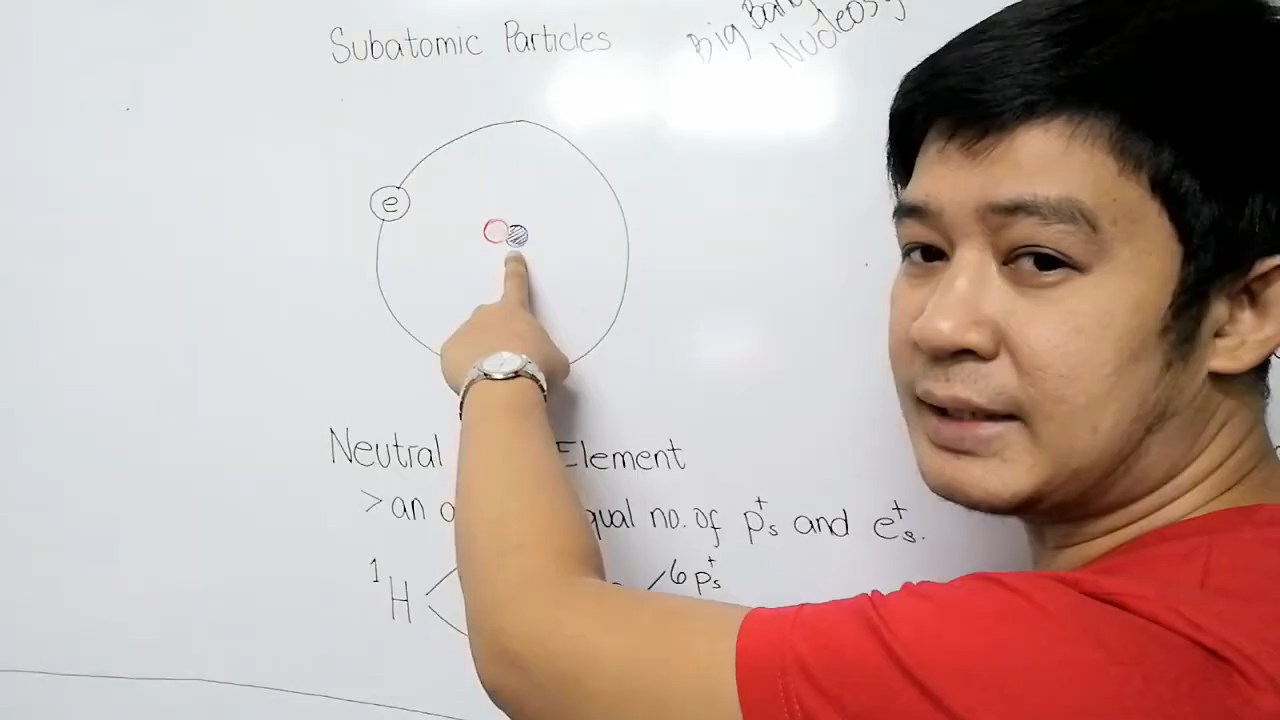 Subatomic Particles
Big Bang
Nucleosy
e
Neutral Element
>an qual no. of p⁺s and e⁺s.
¹H 6 p⁺s